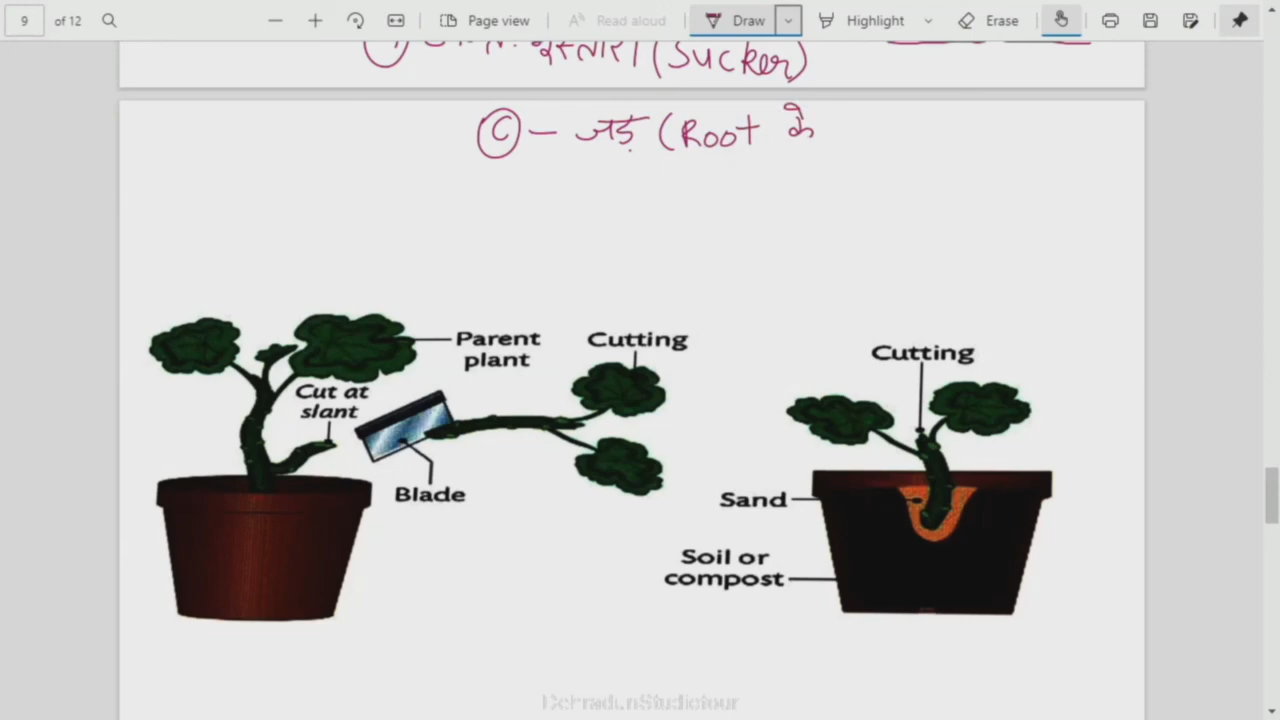 9 of 12 Page view Read aloud Draw Highlight Erase
(Sucker)
C – जड़ (Root के
Parent plant
Cutting
Cut at slant
Blade
Cutting
Sand
Soil or compost
DehradunStudietour